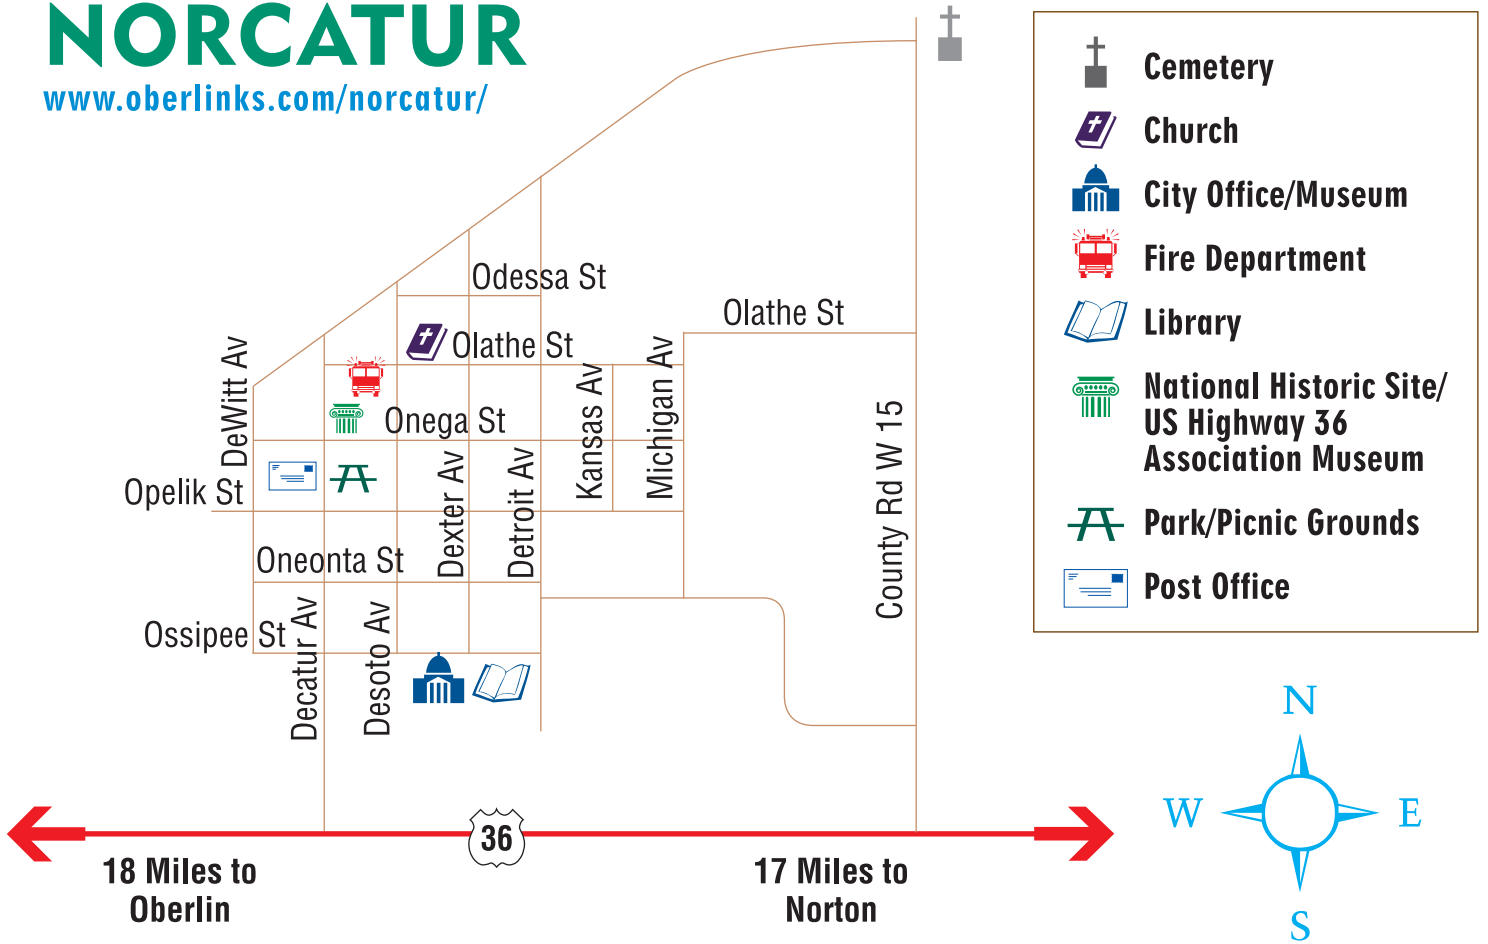 NORCATUR
www.oberlinks.com/norcatur/
Cemetery
Church
City Office/Museum
Fire Department
Library
National Historic Site/
US Highway 36
Association Museum
Park/Picnic Grounds
Post Office
Odessa St
Olathe St
Olathe St
DeWitt Av
Onega St
Kansas Av
Michigan Av
County Rd W 15
Opelik St
Dexter Av
Detroit Av
Oneonta St
Ossipee St
Decatur Av
Desoto Av
N
W
E
S
36
18 Miles to
Oberlin
17 Miles to
Norton